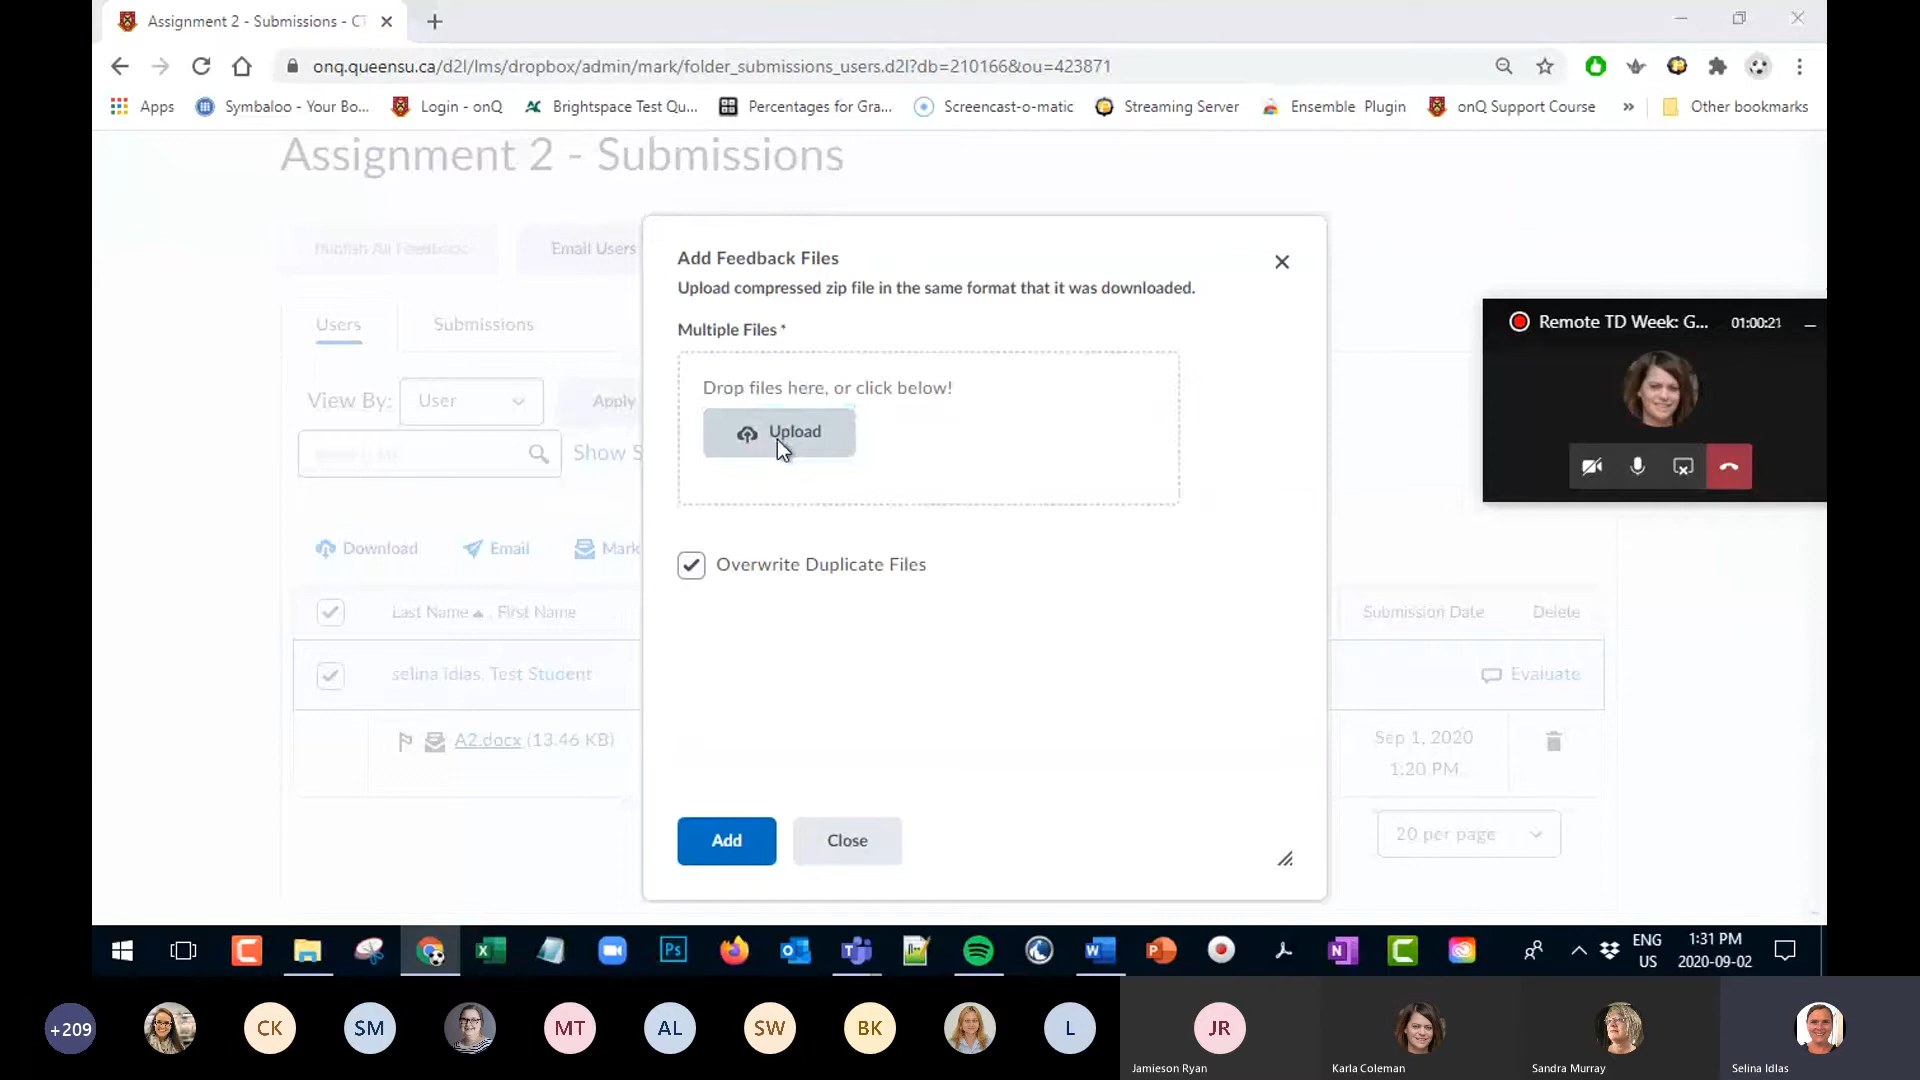 Assignment 2 - Submissions - CT
onq.queensu.ca/d2l/lms/dropbox/admin/mark/folder_submissions_users.d2l?db=210166&ou=423871
Apps
Symbaloo - Your Bo...
Login - onQ
Brightspace Test Qu...
Percentages for Gra...
Screencast-o-matic
Streaming Server
Ensemble Plugin
onQ Support Course
»
Other bookmarks
Assignment 2 - Submissions
Publish All Feedback
Email Users
Users
Submissions
View By:
User
Apply
Show S
Download
Email
Mark
Last Name
, First Name
Submission Date
Delete
selina idlas, Test Student
Evaluate
A2.docx (13.46 KB)
Sep 1, 2020
1:20 PM
20 per page
Add Feedback Files
Upload compressed zip file in the same format that it was downloaded.
Multiple Files *
Drop files here, or click below!
Upload
Overwrite Duplicate Files
Add
Close
Remote TD Week: G...
01:00:21
Ps
ENG
US
1:31 PM
2020-09-02
+209
CK
SM
MT
AL
SW
BK
L
JR
Jamieson Ryan
Karla Coleman
Sandra Murray
Selina Idlas